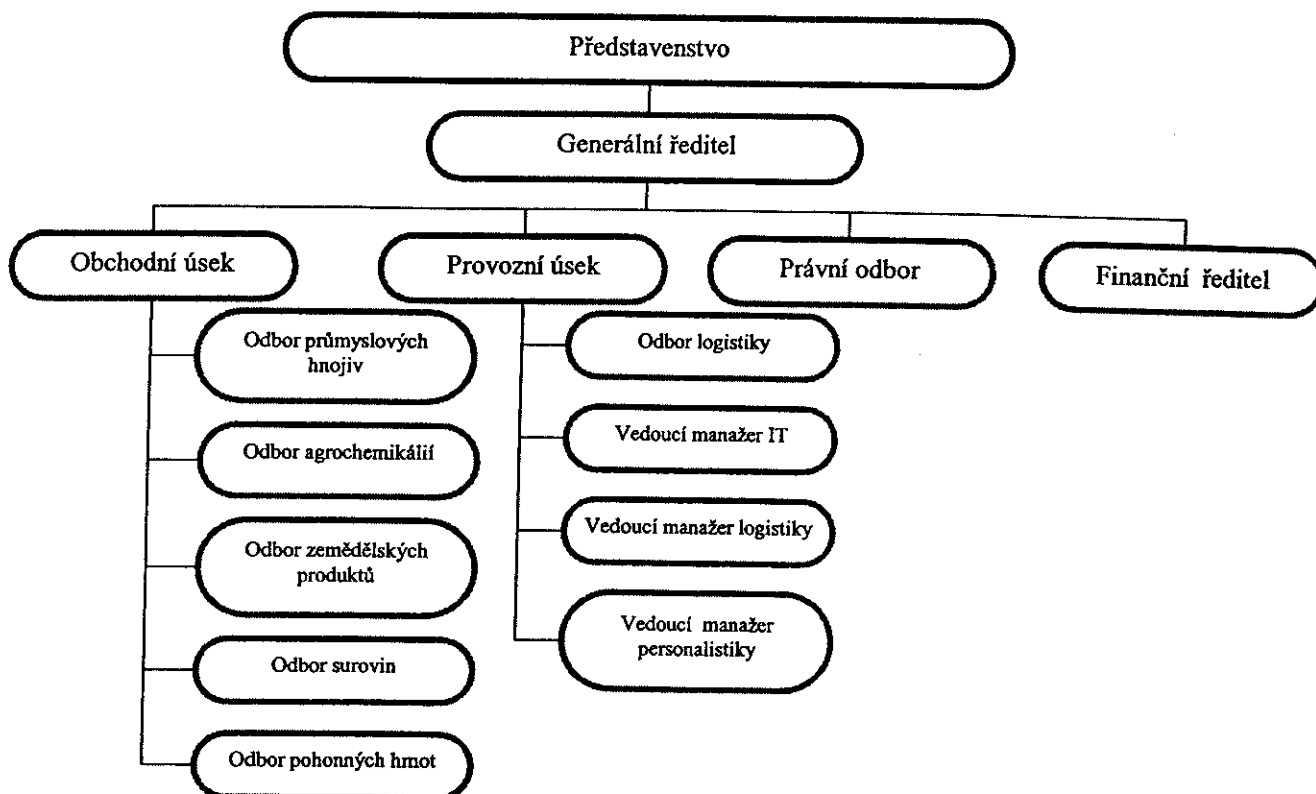 Představenstvo
Generální ředitel
Obchodní úsek
Provozní úsek
Právní odbor
Finanční ředitel
Odbor průmyslových
hnojiv
Odbor agrochemikálií
Odbor zemědělských
produktů
Odbor surovin
Odbor pohonných hmot
Odbor logistiky
Vedoucí manažer IT
Vedoucí manažer logistiky
Vedoucí manažer
personalistiky